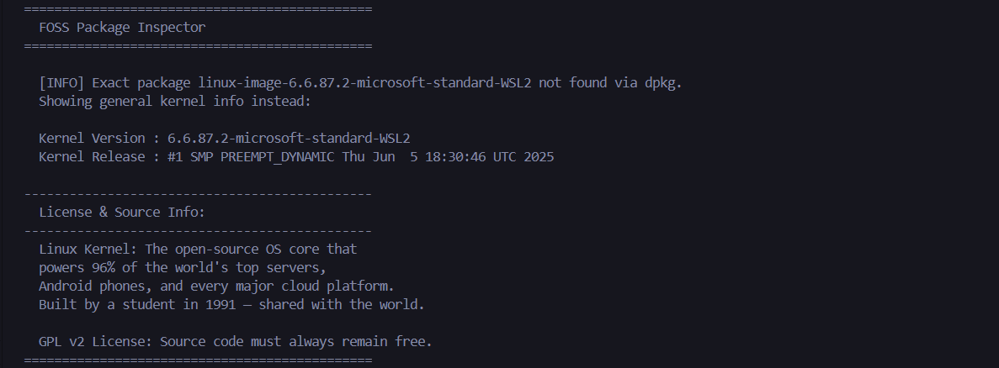 ==============================================
FOSS Package Inspector
==============================================
[INFO] Exact package linux-image-6.6.87.2-microsoft-standard-WSL2 not found via dpkg.
Showing general kernel info instead:
Kernel Version : 6.6.87.2-microsoft-standard-WSL2
Kernel Release : #1 SMP PREEMPT_DYNAMIC Thu Jun  5 18:30:46 UTC 2025
----------------------------------------------
License & Source Info:
----------------------------------------------
Linux Kernel: The open-source OS core that
powers 96% of the world's top servers,
Android phones, and every major cloud platform.
Built by a student in 1991 — shared with the world.
GPL v2 License: Source code must always remain free.
==============================================